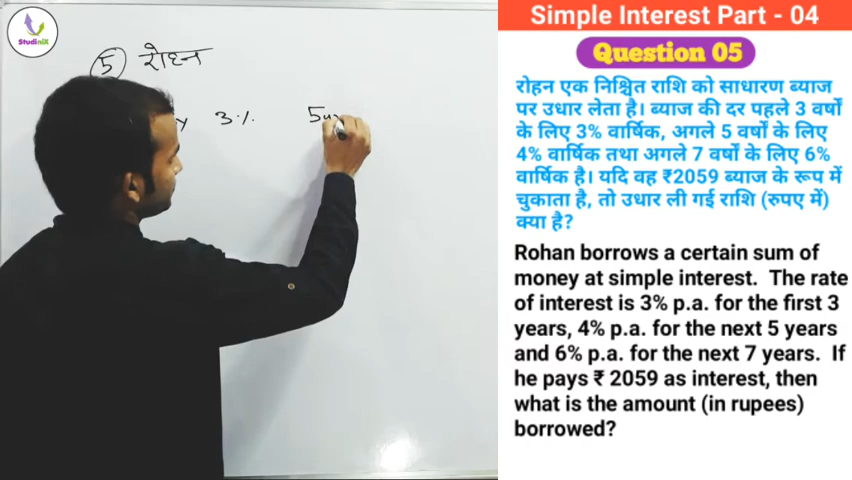 StudiniX
5 रोहन
y 3% 5
Simple Interest Part - 04
Question 05
रोहन एक निश्चित राशि को साधारण ब्याज
पर उधार लेता है। ब्याज की दर पहले 3 वर्षों
के लिए 3% वार्षिक, अगले 5 वर्षों के लिए
4% वार्षिक तथा अगले 7 वर्षों के लिए 6%
वार्षिक है। यदि वह ₹2059 ब्याज के रूप में
चुकाता है, तो उधार ली गई राशि (रुपए में)
क्या है?
Rohan borrows a certain sum of
money at simple interest. The rate
of interest is 3% p.a. for the first 3
years, 4% p.a. for the next 5 years
and 6% p.a. for the next 7 years. If
he pays ₹ 2059 as interest, then
what is the amount (in rupees)
borrowed?